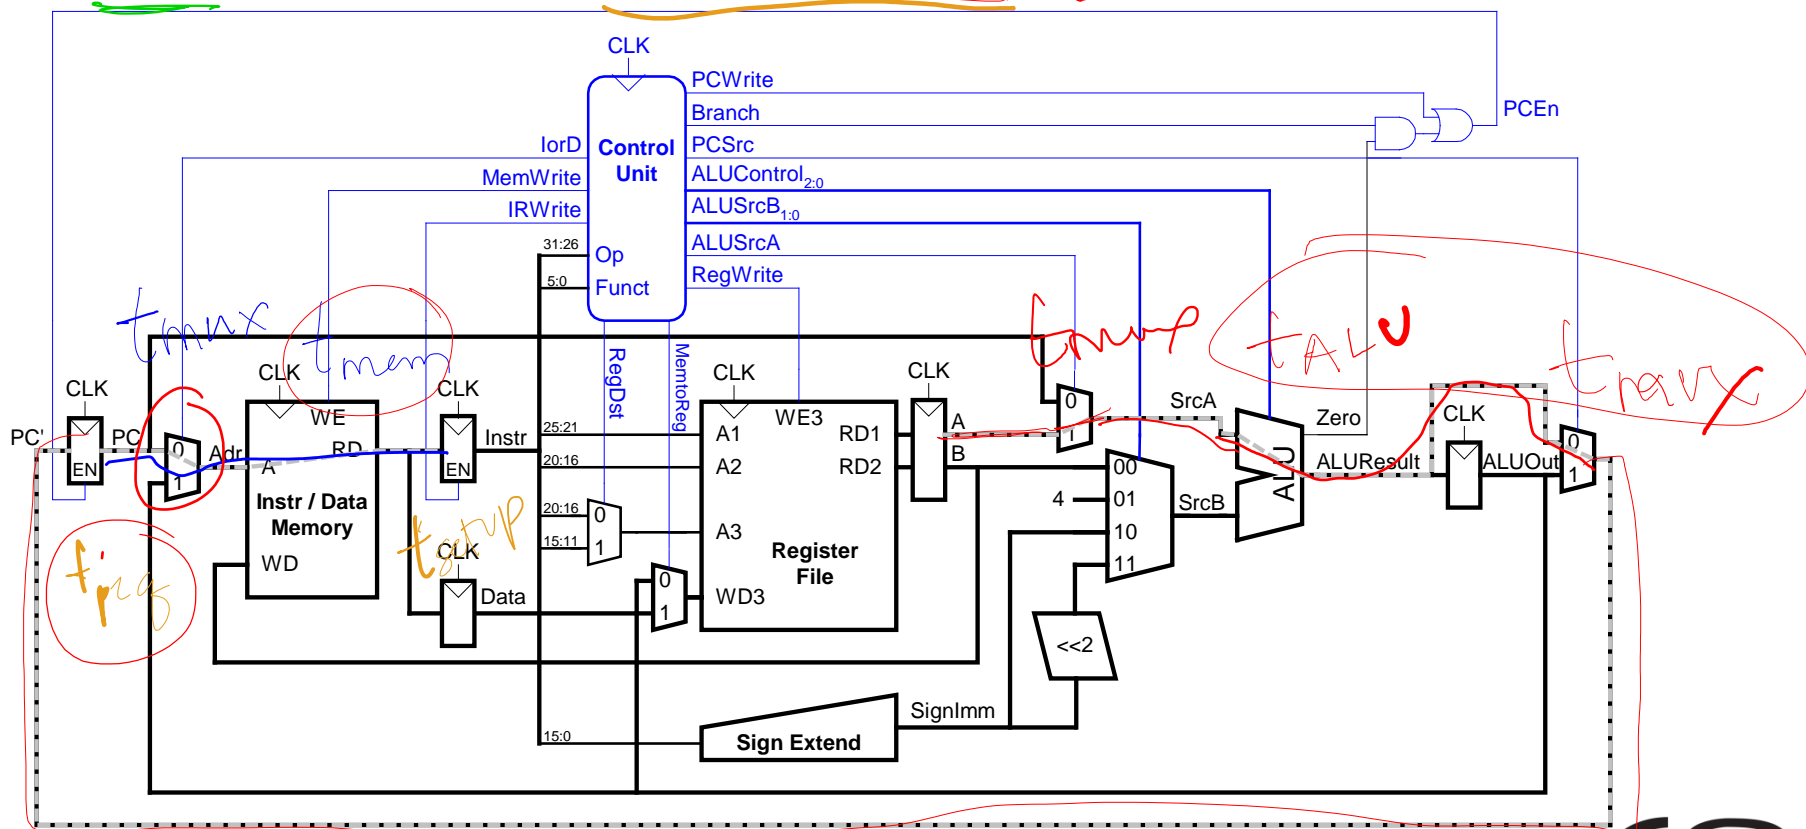 CLK
PCWrite
Branch
PCEn
IorD
Control
Unit
PCSrc
MemWrite
ALUControl2:0
IRWrite
ALUSrcB1:0
ALUSrcA
31:26
Op
RegWrite
5:0
Funct
tmux
tmem
tmux
tALU
tmux
RegDst
MemtoReg
CLK
CLK
CLK
CLK
CLK
CLK
WE
WE3
0
SrcA
Zero
PC'
PC
0
Adr
A
RD
Instr
25:21
A1
RD1
A
1
0
EN
EN
20:16
A2
RD2
B
00
ALU
ALUResult
ALUOut
1
1
Instr / Data
Memory
4
01
SrcB
20:16
0
A3
10
15:11
1
Register
File
tsetup
CLK
11
tpcq
WD
0
Data
WD3
1
<<2
SignImm
15:0
Sign Extend